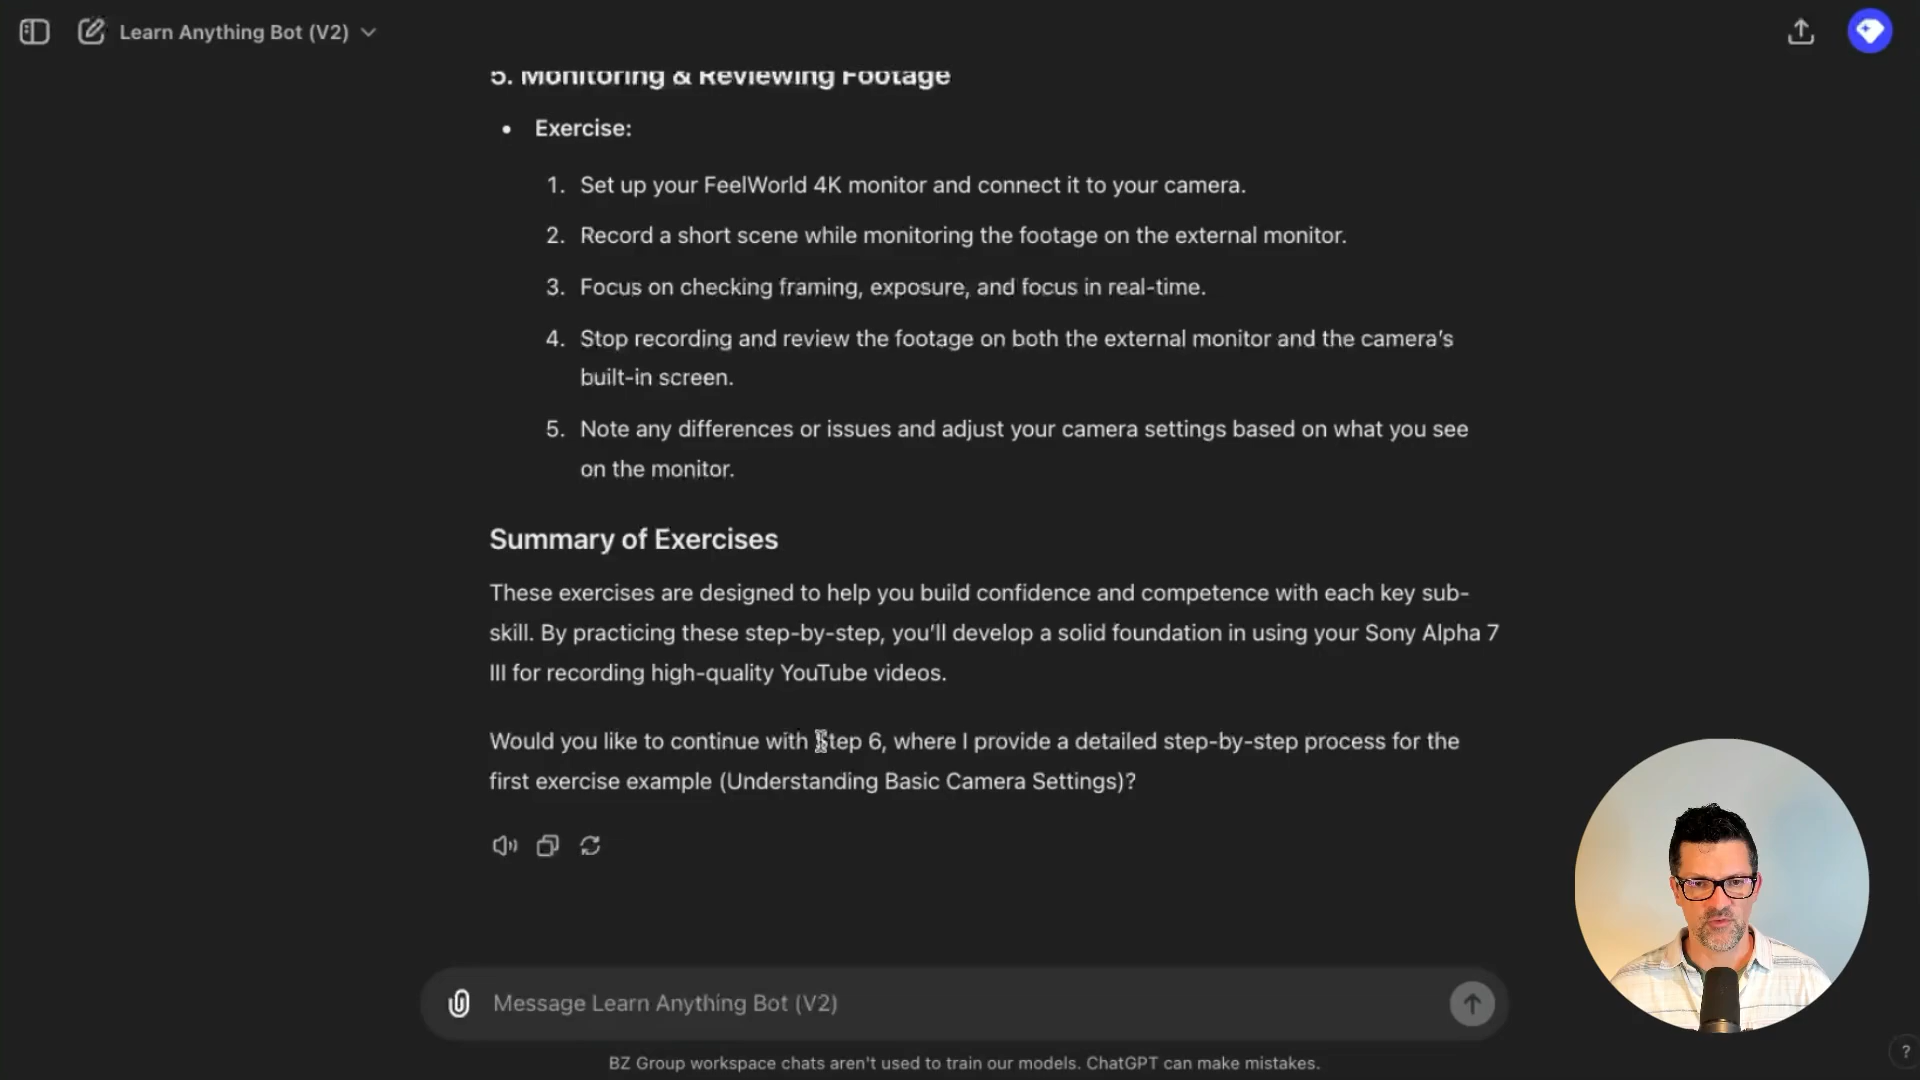 Learn Anything Bot (V2)
5. Monitoring & Reviewing Footage
• Exercise:
1. Set up your FeelWorld 4K monitor and connect it to your camera.
2. Record a short scene while monitoring the footage on the external monitor.
3. Focus on checking framing, exposure, and focus in real-time.
4. Stop recording and review the footage on both the external monitor and the camera’s
built-in screen.
5. Note any differences or issues and adjust your camera settings based on what you see
on the monitor.
Summary of Exercises
These exercises are designed to help you build confidence and competence with each key sub-
skill. By practicing these step-by-step, you’ll develop a solid foundation in using your Sony Alpha 7
III for recording high-quality YouTube videos.
Would you like to continue with Step 6, where I provide a detailed step-by-step process for the
first exercise example (Understanding Basic Camera Settings)?
Message Learn Anything Bot (V2)
BZ Group workspace chats aren't used to train our models. ChatGPT can make mistakes.
?